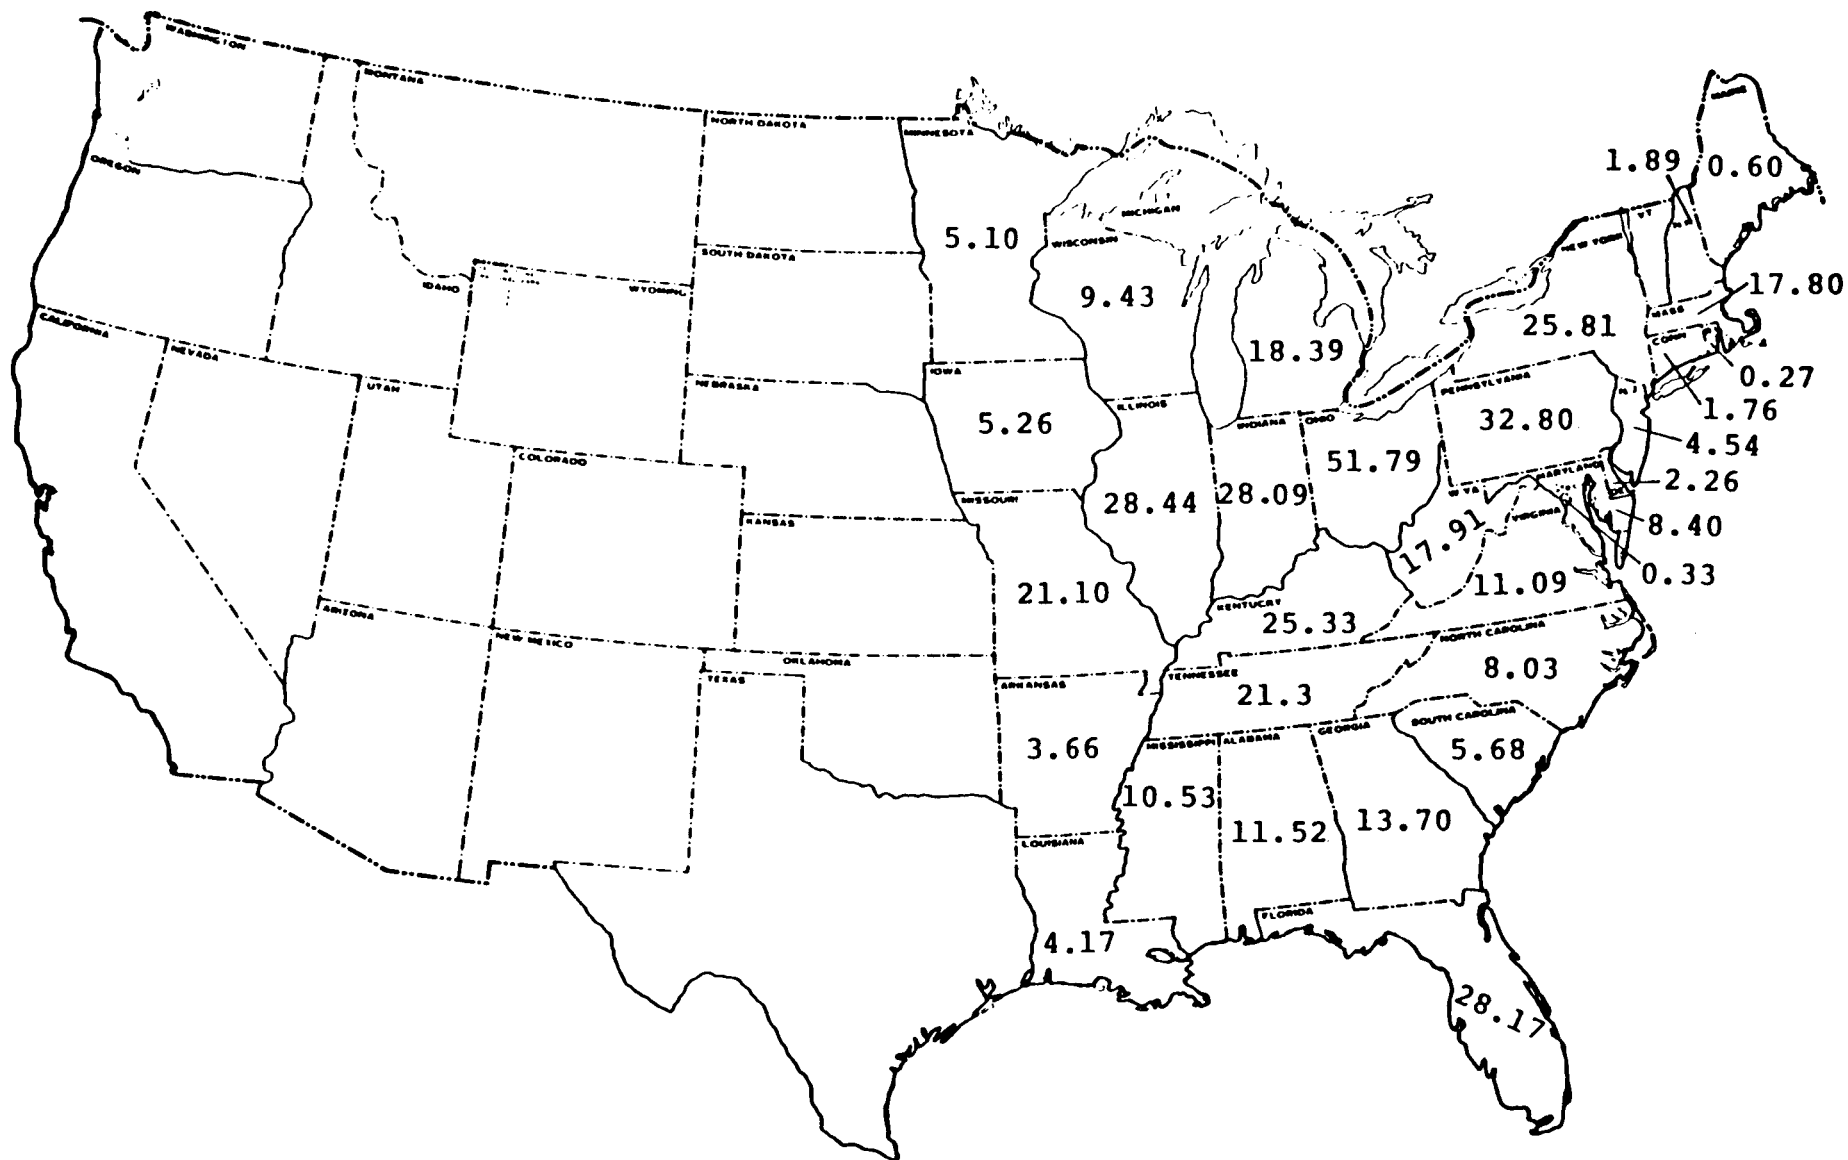 WASHINGTON
MONTANA
MAINE
NORTH DAKOTA
MINNESOTA
1.89
0.60
OREGON
MICHIGAN
VT
N H
5.10
WISCONSIN
NEW YORK
SOUTH DAKOTA
IDAHO
WYOMING
9.43
17.80
CALIFORNIA
MASS
25.81
NEVADA
18.39
CONN
R I
IOWA
0.27
UTAH
NEBRASKA
PENNSYLVANIA
N J
ILLINOIS
1.76
5.26
INDIANA
OHIO
32.80
4.54
COLORADO
51.79
MARYLAND
2.26
MISSOURI
W VA
DEL
28.44
28.09
KANSAS
VIRGINIA
8.40
17.91
0.33
21.10
11.09
ARIZONA
KENTUCKY
25.33
NEW MEXICO
NORTH CAROLINA
OKLAHOMA
TEXAS
ARKANSAS
TENNESSEE
8.03
21.3
SOUTH CAROLINA
3.66
MISSISSIPPI
ALABAMA
GEORGIA
5.68
10.53
11.52
13.70
LOUISIANA
FLORIDA
4.17
28.17